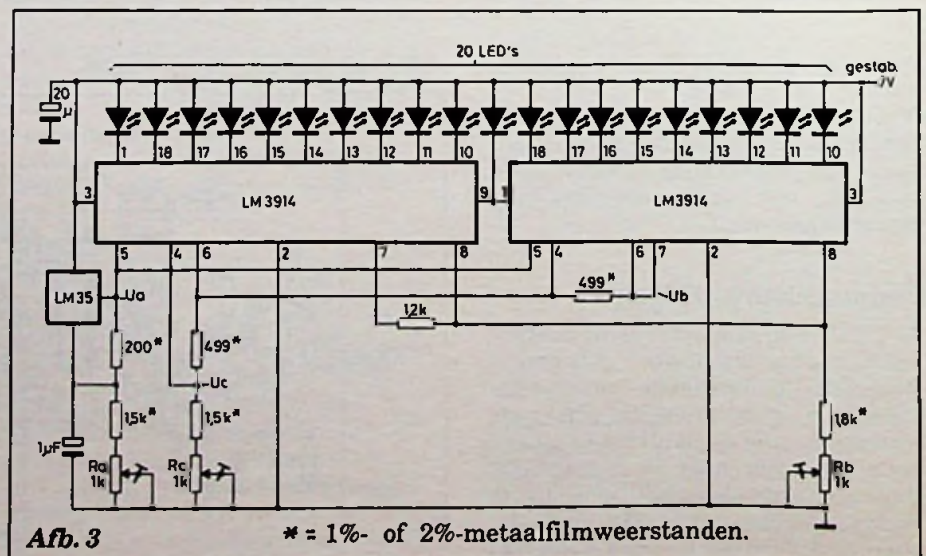 20 LED's
gestab.
7V
20
µ
1 18 17 16 15 14 13 12 11 10 18 17 16 15 14 13 12 11 10
3 LM3914 9 1 LM3914 3
5 4 6 2 7 8 5 4 6 7 2 8
LM35 Ua 499* Ub
1,2k
200* 499*
Uc
1,5k* 1,5k* 1,8k*
1µF
Ra 1k Rc 1k Rb 1k
Afb. 3 * = 1%- of 2%-metaalfilmweerstanden.